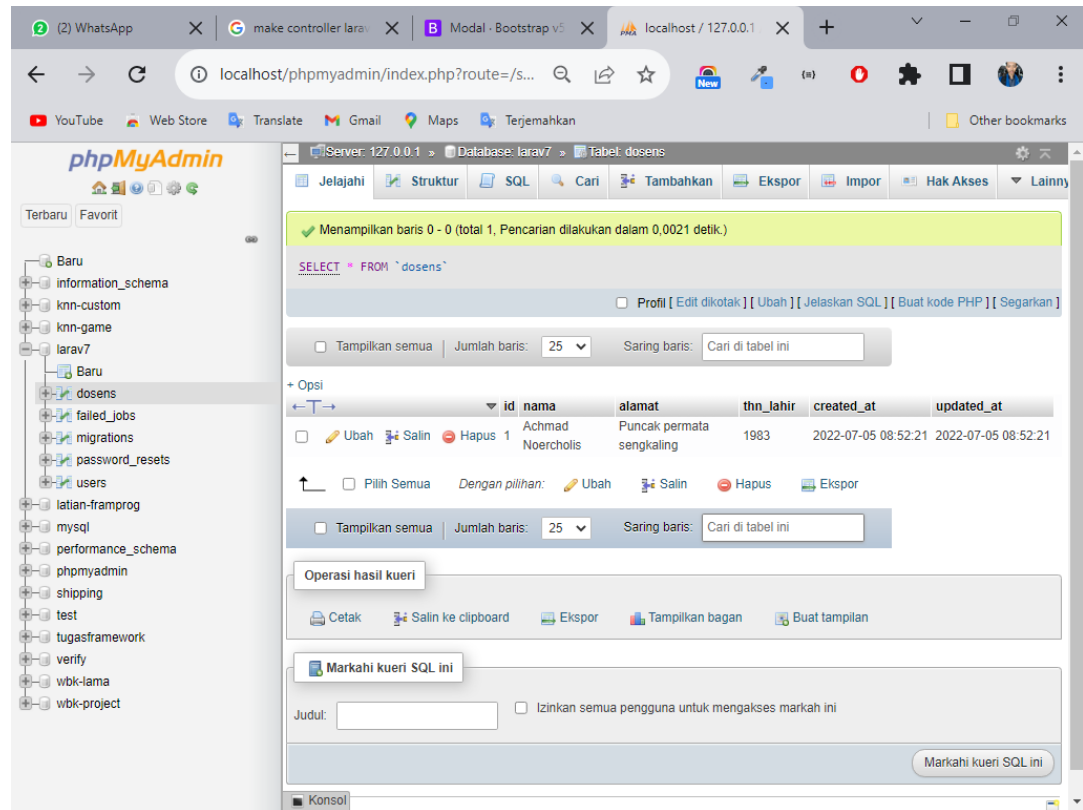 (2) WhatsApp
make controller larav
Modal · Bootstrap v5
localhost / 127.0.0.1
localhost/phpmyadmin/index.php?route=/s...
New
YouTube
Web Store
Translate
Gmail
Maps
Terjemahkan
Other bookmarks
phpMyAdmin
Terbaru
Favorit
Baru
information_schema
knn-custom
knn-game
larav7
Baru
dosens
failed_jobs
migrations
password_resets
users
latian-framprog
mysql
performance_schema
phpmyadmin
shipping
test
tugasframework
verify
wbk-lama
wbk-project
Server: 127.0.0.1 » Database: larav7 » Tabel: dosens
Jelajahi
Struktur
SQL
Cari
Tambahkan
Ekspor
Impor
Hak Akses
Lainny
Menampilkan baris 0 - 0 (total 1, Pencarian dilakukan dalam 0,0021 detik.)
SELECT * FROM `dosens`
Profil [ Edit dikotak ] [ Ubah ] [ Jelaskan SQL ] [ Buat kode PHP ] [ Segarkan ]
Tampilkan semua | Jumlah baris: 25 Saring baris: Cari di tabel ini
+ Opsi
id nama alamat thn_lahir created_at updated_at
Ubah Salin Hapus 1 Achmad Noercholis Puncak permata sengkaling 1983 2022-07-05 08:52:21 2022-07-05 08:52:21
Pilih Semua Dengan pilihan: Ubah Salin Hapus Ekspor
Tampilkan semua | Jumlah baris: 25 Saring baris: Cari di tabel ini
Operasi hasil kueri
Cetak Salin ke clipboard Ekspor Tampilkan bagan Buat tampilan
Markahi kueri SQL ini
Judul: Izinkan semua pengguna untuk mengakses markah ini
Markahi kueri SQL ini
Konsol